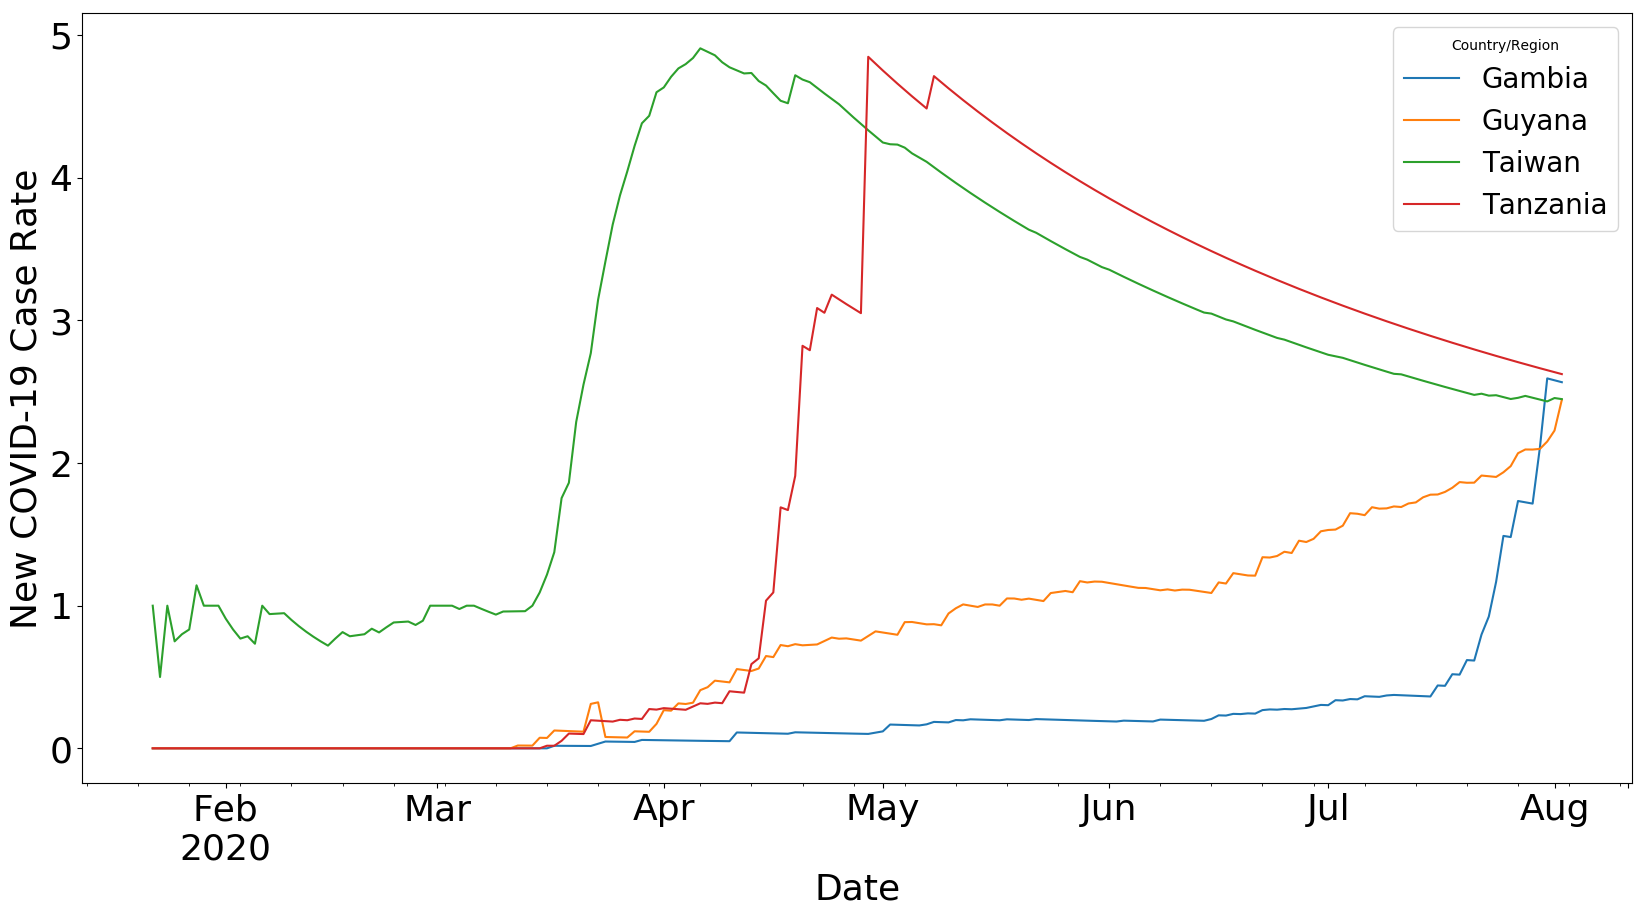 New COVID-19 Case Rate
5
4
3
2
1
0
Country/Region
Gambia
Guyana
Taiwan
Tanzania
Feb Mar Apr May Jun Jul Aug
2020
Date